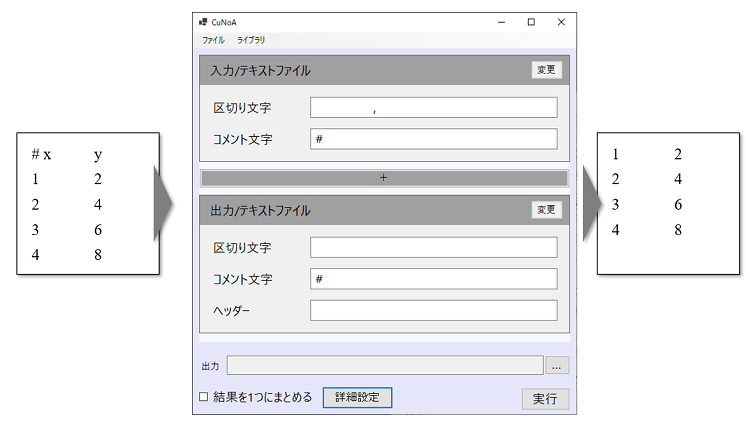 CuNoA
ファイル ライブラリ
入力/テキストファイル 変更
区切り文字 ,
コメント文字 #
+
出力/テキストファイル 変更
区切り文字
コメント文字 #
ヘッダー
出力 ...
結果を1つにまとめる 詳細設定 実行
# x y
1 2
2 4
3 6
4 8
1 2
2 4
3 6
4 8